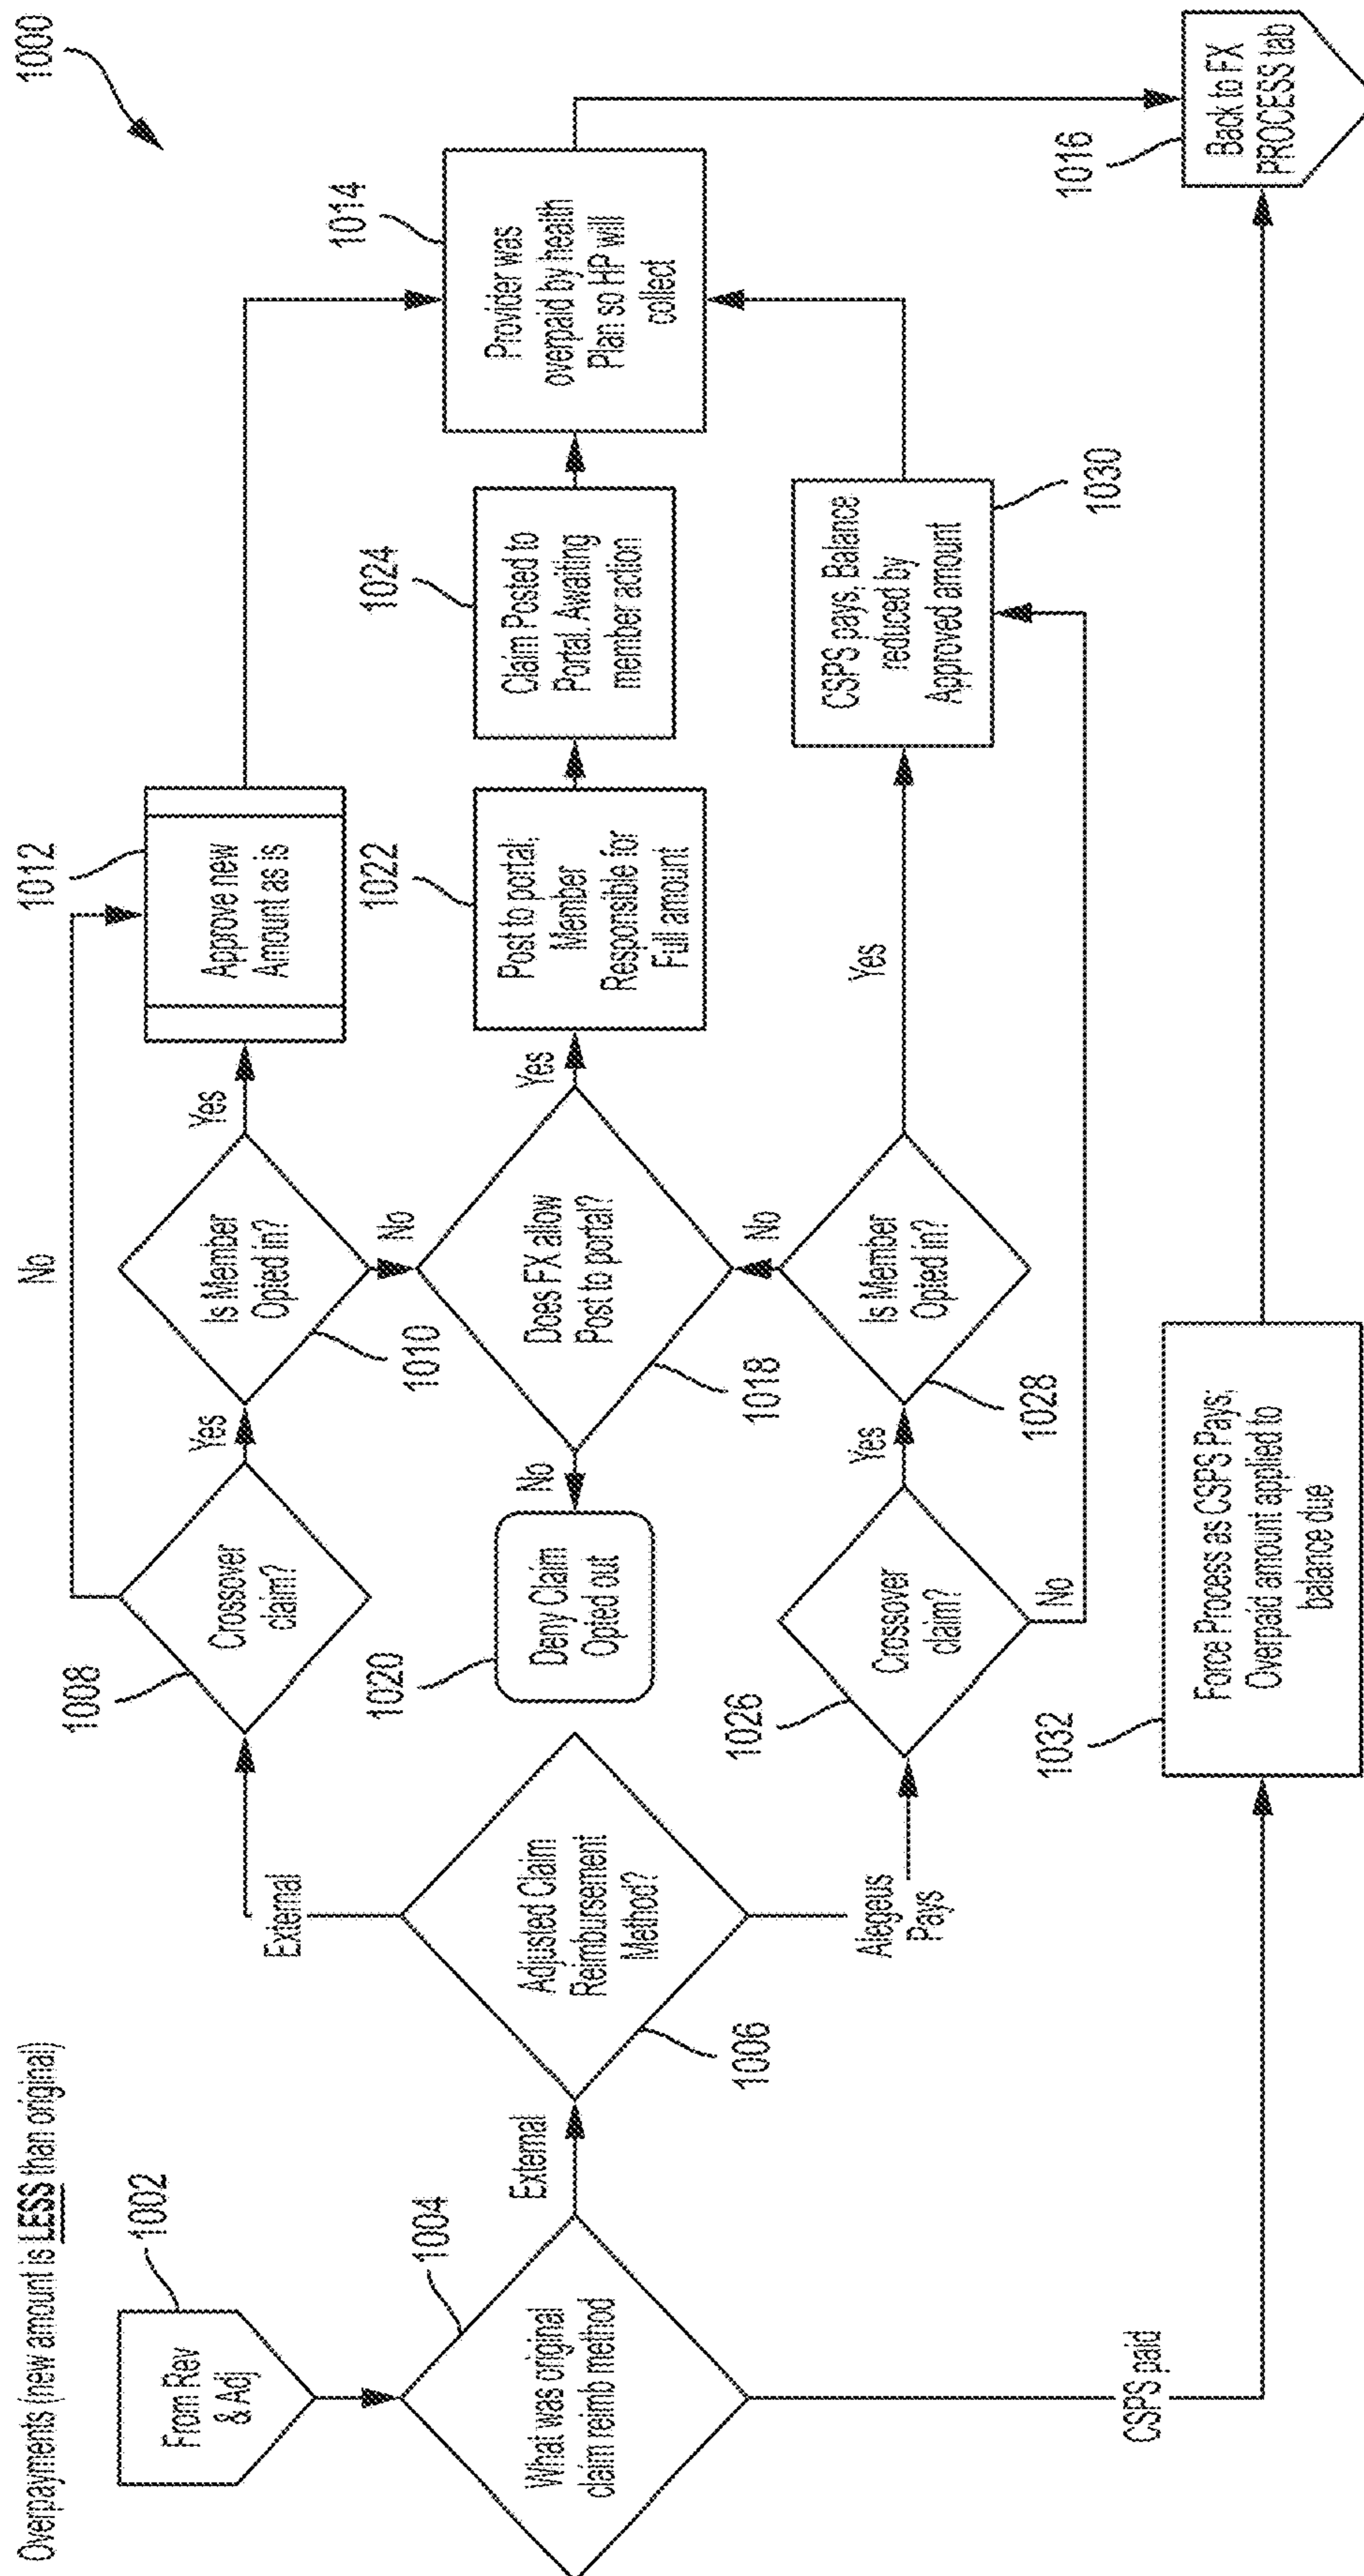 Overpayments (new amount is LESS than original)
1000
1002
From Rev
& Adj
1004
What was original
claim reimb method
External
CSPS paid
1006
Adjusted Claim
Reimbursement
Method?
External
Alegeus
Pays
1008
Crossover
claim?
No
Yes
1010
Is Member
Opted in?
Yes
No
1012
Approve new
Amount as is
1014
Provider was
overpaid by health
Plan so HP will
collect
1016
Back to FX
PROCESS tab
1018
Does FX allow
Post to portal?
No
Yes
1020
Deny Claim
Opted out
1022
Post to portal;
Member
Responsible for
Full amount
1024
Claim Posted to
Portal. Awaiting
member action
1026
Crossover
claim?
Yes
No
1028
Is Member
Opted in?
No
Yes
1030
CSPS pays; Balance
reduced by
Approved amount
1032
Force Process as CSPS Pays;
Overpaid amount applied to
balance due